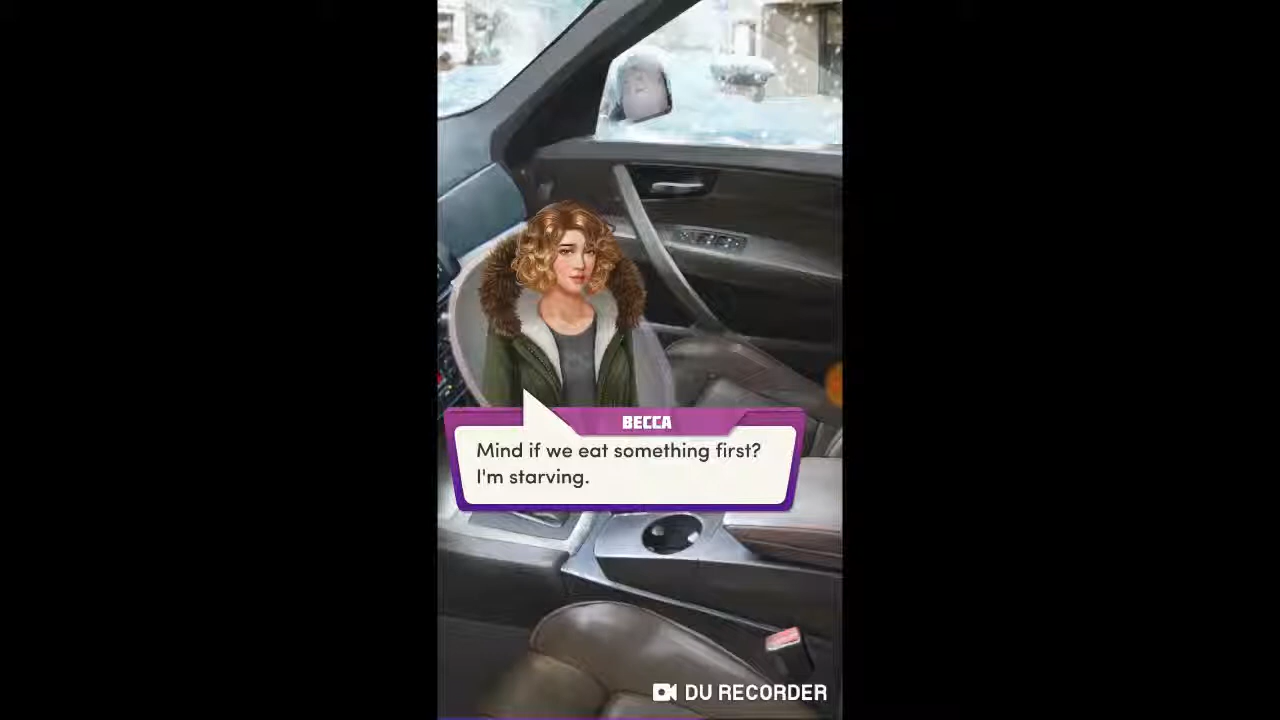 BECCA
Mind if we eat something first?
I'm starving.
DU RECORDER